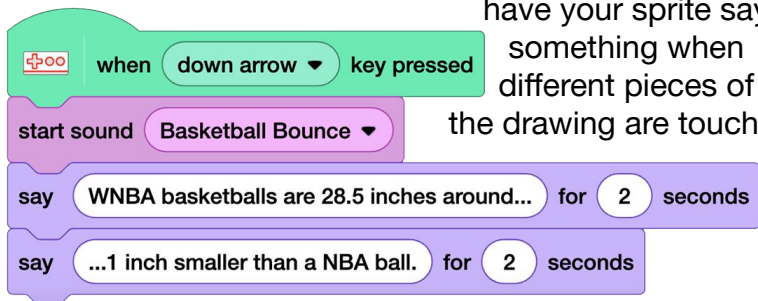 have your sprite say
something when
different pieces of
the drawing are touch
when down arrow key pressed
start sound Basketball Bounce
say WNBA basketballs are 28.5 inches around... for 2 seconds
say ...1 inch smaller than a NBA ball. for 2 seconds